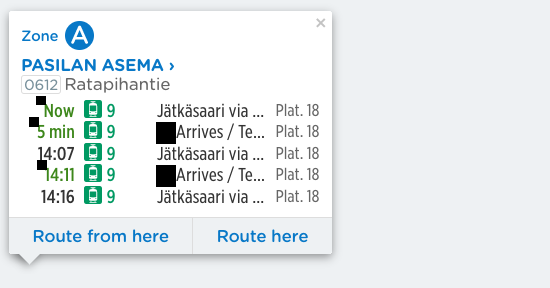 Zone A ×
PASILAN ASEMA ›
0612 Ratapihantie
Now 9 Jätkäsaari via ... Plat. 18
5 min 9 Arrives / Te... Plat. 18
14:07 9 Jätkäsaari via ... Plat. 18
14:11 9 Arrives / Te... Plat. 18
14:16 9 Jätkäsaari via ... Plat. 18
Route from here Route here